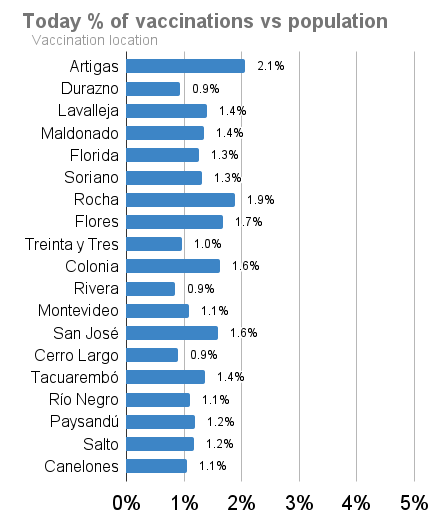 Today % of vaccinations vs population
Vaccination location
Artigas 2.1%
Durazno 0.9%
Lavalleja 1.4%
Maldonado 1.4%
Florida 1.3%
Soriano 1.3%
Rocha 1.9%
Flores 1.7%
Treinta y Tres 1.0%
Colonia 1.6%
Rivera 0.9%
Montevideo 1.1%
San José 1.6%
Cerro Largo 0.9%
Tacuarembó 1.4%
Río Negro 1.1%
Paysandú 1.2%
Salto 1.2%
Canelones 1.1%
0% 1% 2% 3% 4% 5%